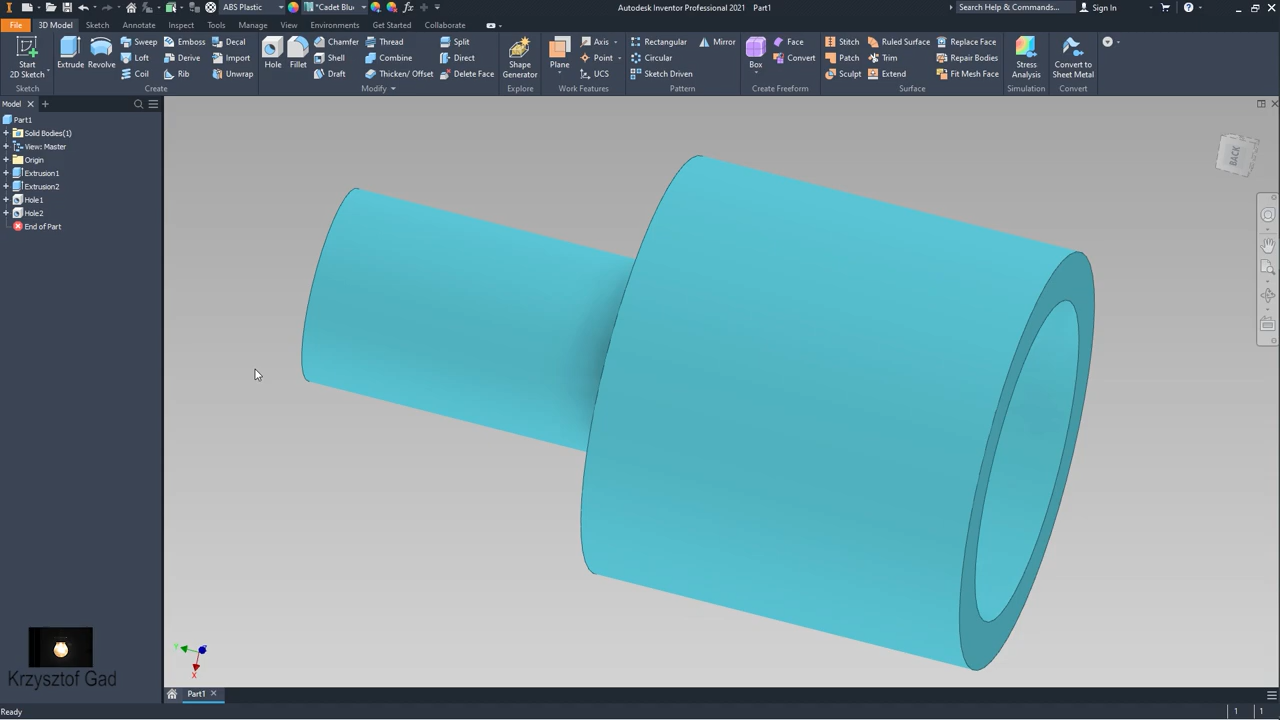 ABS Plastic
*Cadet Blu
Autodesk Inventor Professional 2021 Part1
Search Help & Commands...
Sign In
File
3D Model
Sketch
Annotate
Inspect
Tools
Manage
View
Environments
Get Started
Collaborate
Start
2D Sketch
Sketch
Extrude
Revolve
Sweep
Loft
Coil
Emboss
Derive
Rib
Decal
Import
Unwrap
Create
Hole
Fillet
Chamfer
Shell
Draft
Thread
Combine
Thicken/ Offset
Split
Direct
Delete Face
Modify
Shape
Generator
Explore
Plane
Axis
Point
UCS
Work Features
Rectangular
Circular
Sketch Driven
Mirror
Pattern
Box
Face
Convert
Create Freeform
Stitch
Patch
Sculpt
Ruled Surface
Trim
Extend
Replace Face
Repair Bodies
Fit Mesh Face
Surface
Stress
Analysis
Simulation
Convert to
Sheet Metal
Convert
Model
Part1
Solid Bodies(1)
View: Master
Origin
Extrusion1
Extrusion2
Hole1
Hole2
End of Part
BACK
Y
Z
X
Krzysztof Gad
Part1
Ready
1
1